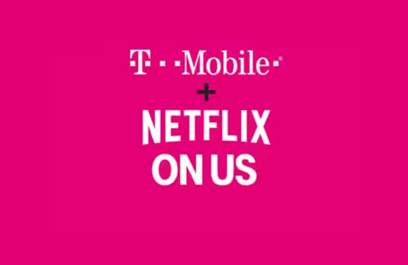 T··Mobile·®
+
NETFLIX
ON US